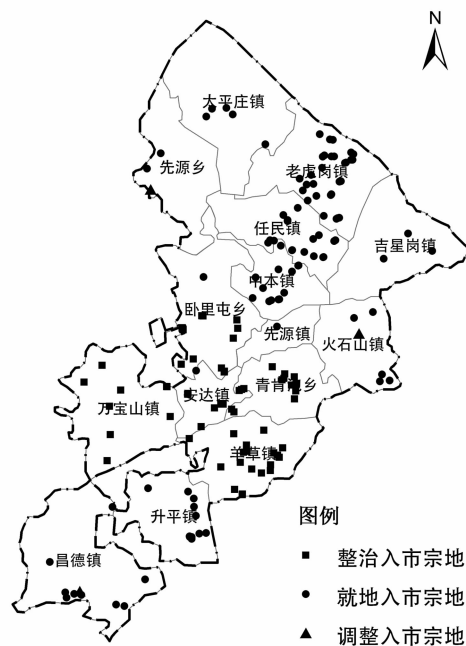 N
太平庄镇
先源乡
老虎岗镇
任民镇
吉星岗镇
中本镇
卧里屯乡
先源镇
火石山镇
安达镇
青肯泡乡
万宝山镇
羊草镇
升平镇
昌德镇
图例
整治入市宗地
就地入市宗地
调整入市宗地